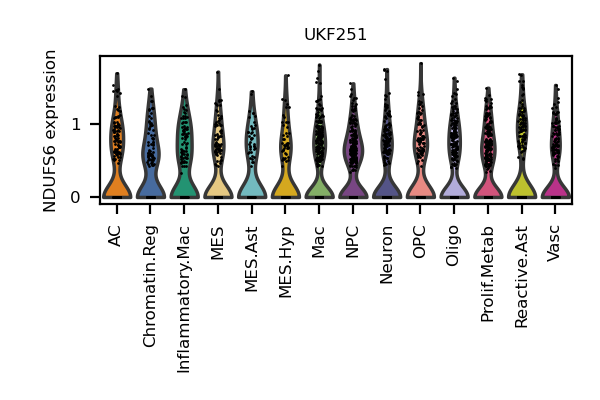 UKF251
NDUFS6 expression
1
0
AC
Chromatin.Reg
Inflammatory.Mac
MES
MES.Ast
MES.Hyp
Mac
NPC
Neuron
OPC
Oligo
Prolif.Metab
Reactive.Ast
Vasc